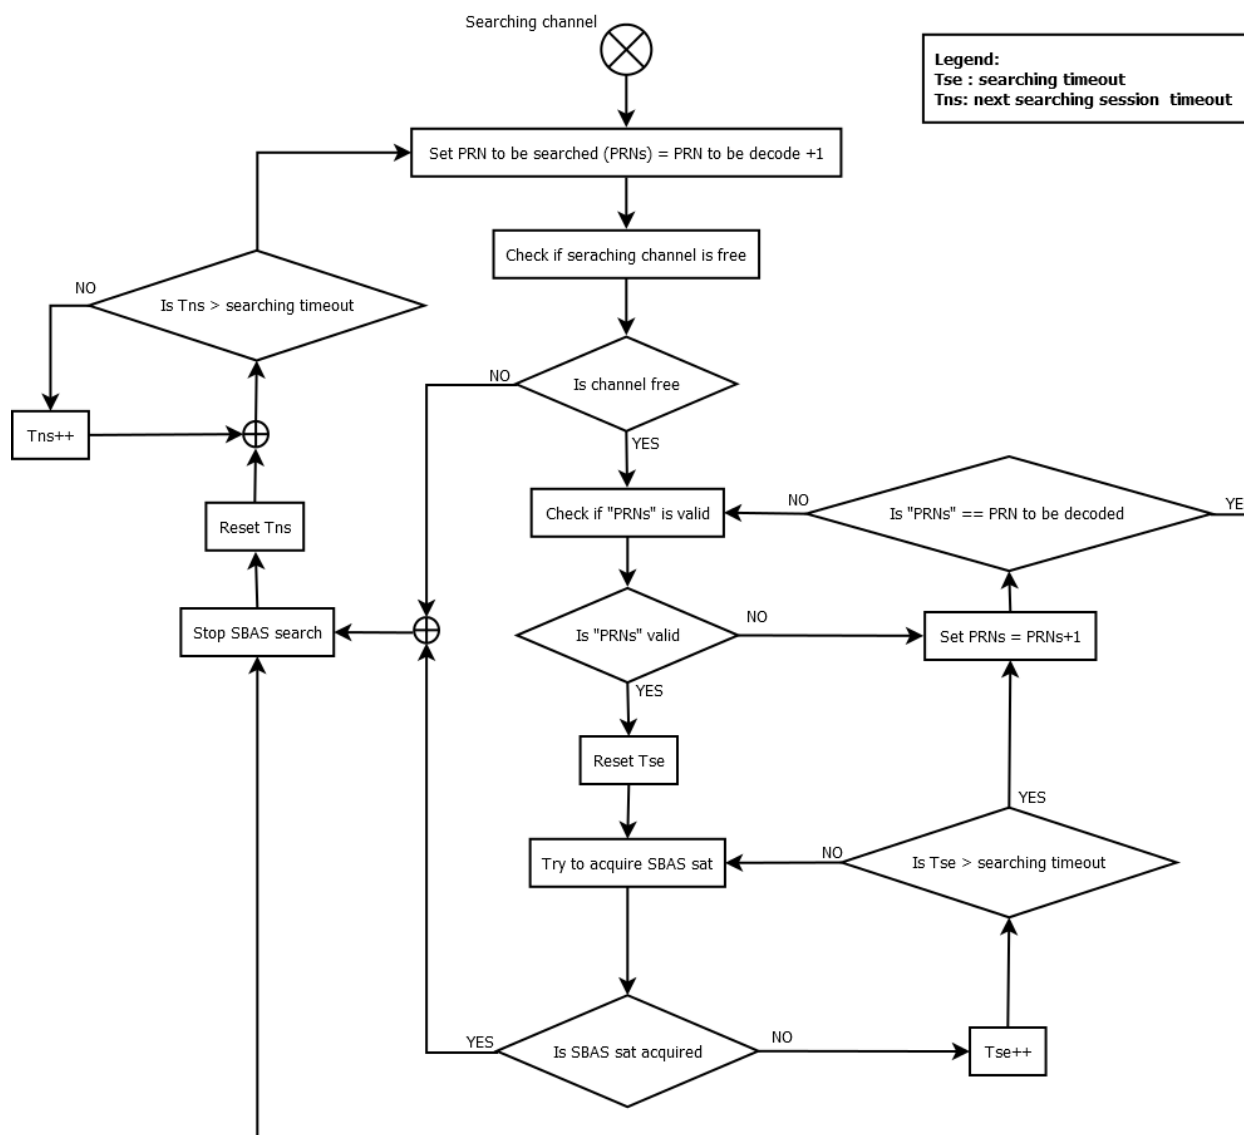 Searching channel
Legend:
Tse : searching timeout
Tns: next searching session timeout
Set PRN to be searched (PRNs) = PRN to be decode +1
Check if seraching channel is free
NO
Is Tns > searching timeout
NO
Is channel free
YES
Tns++
Reset Tns
Check if "PRNs" is valid
NO
Is "PRNs" == PRN to be decoded
YE
Stop SBAS search
Is "PRNs" valid
NO
Set PRNs = PRNs+1
YES
Reset Tse
YES
Try to acquire SBAS sat
NO
Is Tse > searching timeout
YES
Is SBAS sat acquired
NO
Tse++